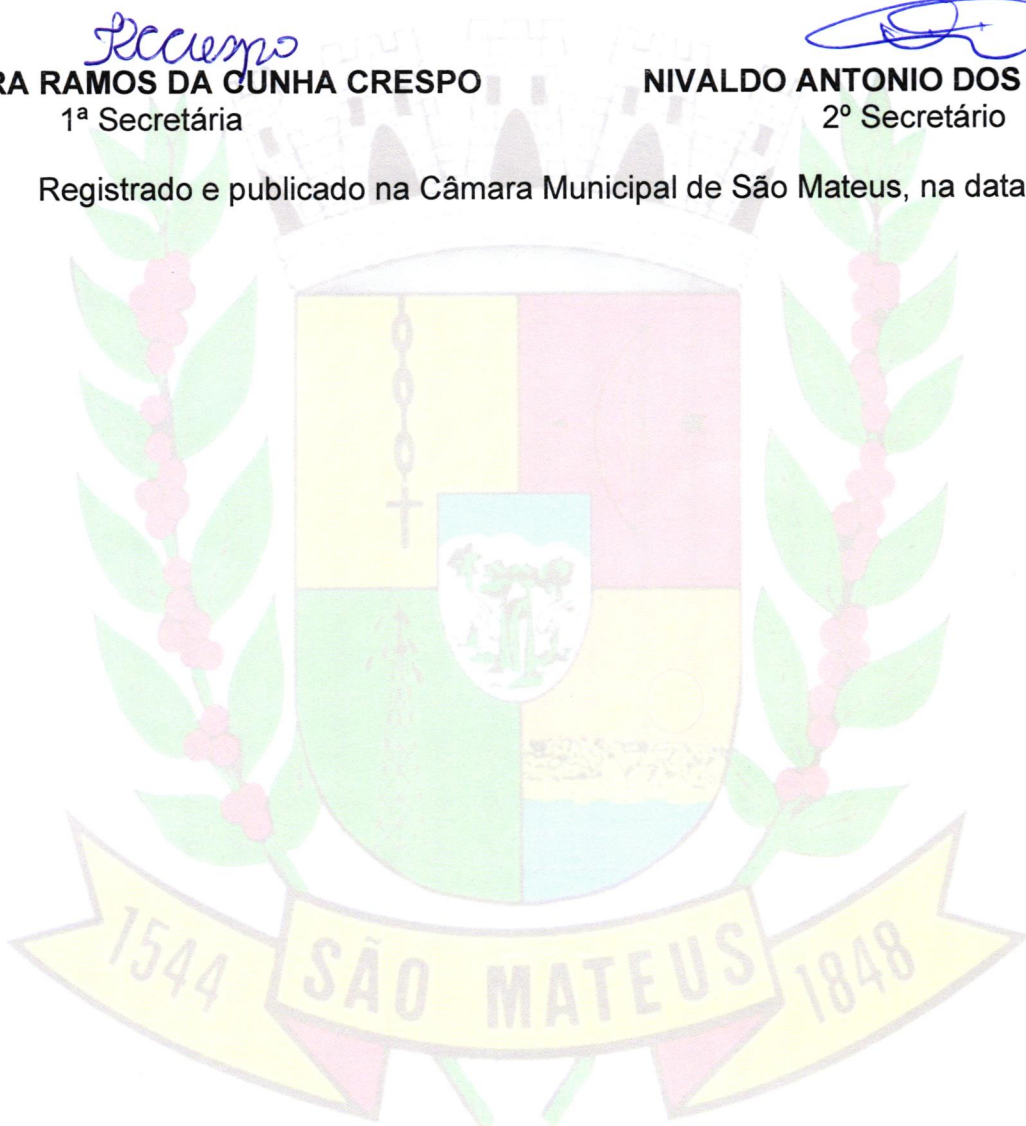 RA RAMOS DA CUNHA CRESPO
1ª Secretária
NIVALDO ANTONIO DOS
2º Secretário
Registrado e publicado na Câmara Municipal de São Mateus, na data
1544 SÃO MATEUS 1848